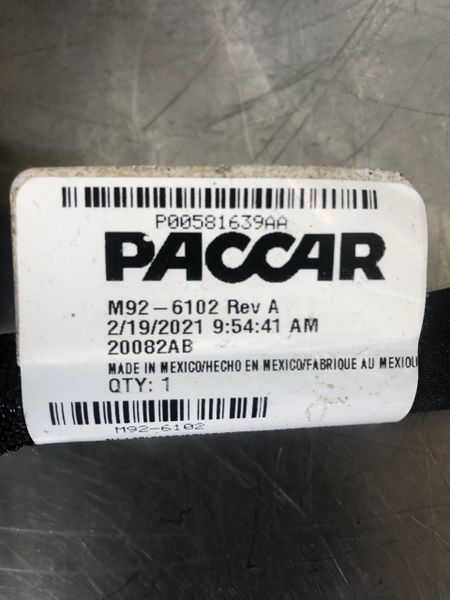 P00581639AA
PACCAR
M92-6102 Rev A
2/19/2021 9:54:41 AM
20082AB
MADE IN MEXICO/HECHO EN MEXICO/FABRIQUE AU
QTY: 1
M92-6102